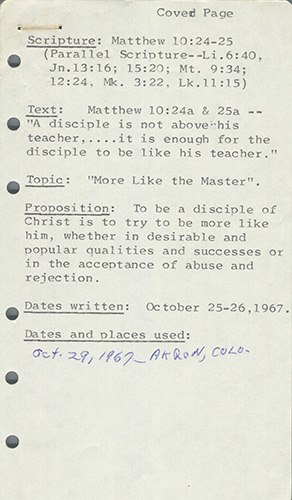 Coverd Page
Scripture: Matthew 10:24-25
(Parallel Scripture--Li.6:40,
Jn.13:16; 15:20; Mt. 9:34;
12:24, Mk. 3:22, Lk.11:15)
Text: Matthew 10:24a & 25a --
"A disciple is not above his
teacher,.....it is enough for the
disciple to be like his teacher."
Topic: "More Like the Master".
Proposition: To be a disciple of
Christ is to try to be more like
him, whether in desirable and
popular qualities and successes or
in the acceptance of abuse and
rejection.
Dates written: October 25-26,1967.
Dates and places used:
Oct. 29, 1967- AKRON, COLO.